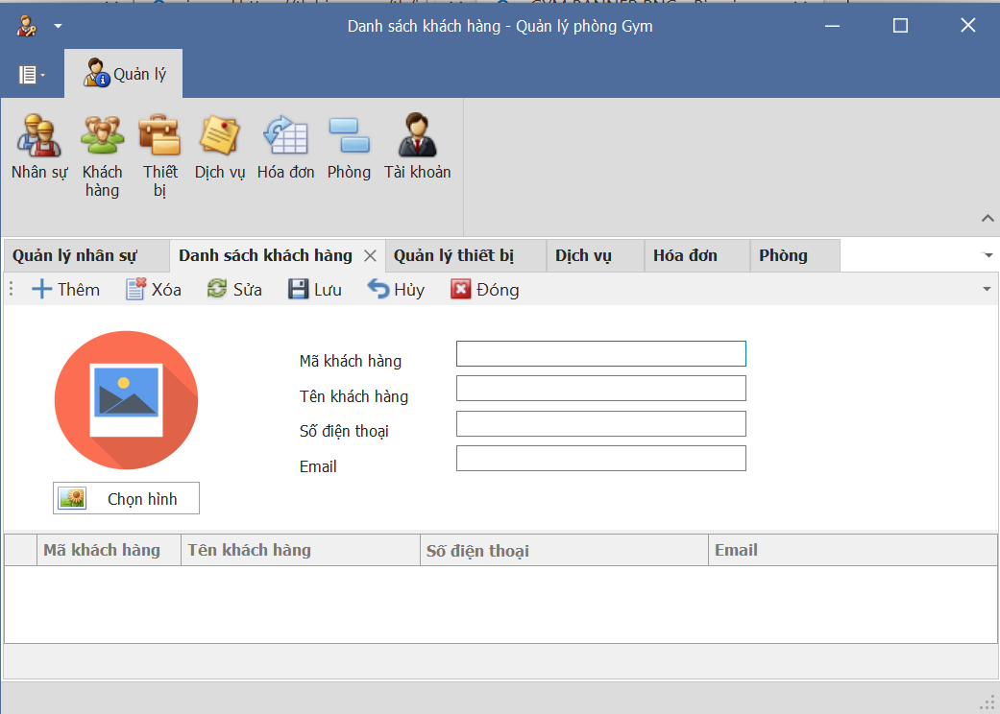 Danh sách khách hàng - Quản lý phòng Gym
Quản lý
Nhân sự
Khách hàng
Thiết bị
Dịch vụ
Hóa đơn
Phòng
Tài khoản
Quản lý nhân sự
Danh sách khách hàng
Quản lý thiết bị
Dịch vụ
Hóa đơn
Phòng
Thêm
Xóa
Sửa
Lưu
Hủy
Đóng
Mã khách hàng
Tên khách hàng
Số điện thoại
Email
Chọn hình
Mã khách hàng
Tên khách hàng
Số điện thoại
Email